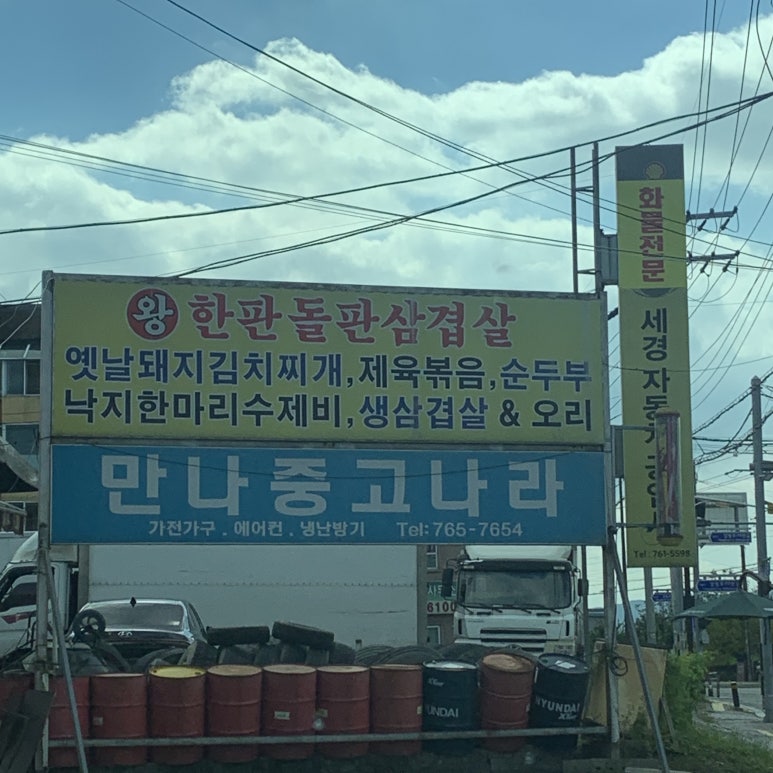 왕 한판돌판삼겹살
옛날돼지김치찌개,제육볶음,순두부
낙지한마리수제비,생삼겹살 & 오리
만나중고나라
가전가구 . 에어컨 . 냉난방기 Tel: 765-7654
화물전문
세경 자동차공업사
Tel: 761-5598
6100
HYUNDAI
HYUNDAI
XTeer